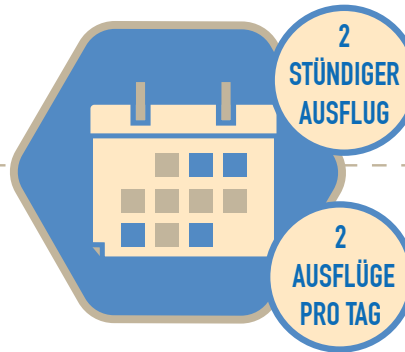 2
STÜNDIGER
AUSFLUG
2
AUSFLÜGE
PRO TAG